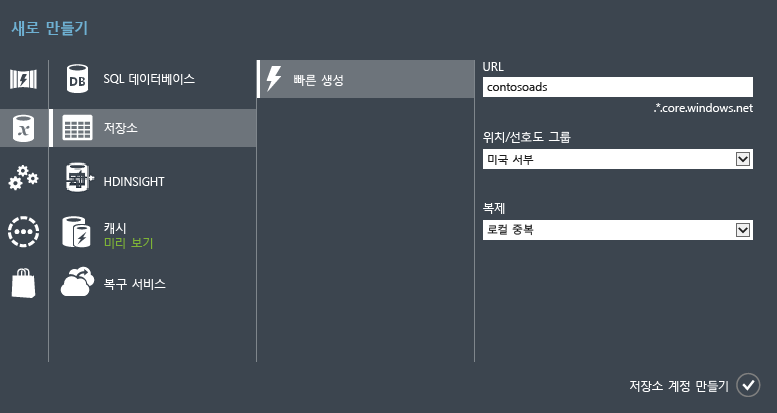 새로 만들기
DB
SQL 데이터베이스
x
저장소
HDINSIGHT
캐시
미리 보기
복구 서비스
빠른 생성
URL
contosoads
.*.core.windows.net
위치/선호도 그룹
미국 서부
복제
로컬 중복
저장소 계정 만들기